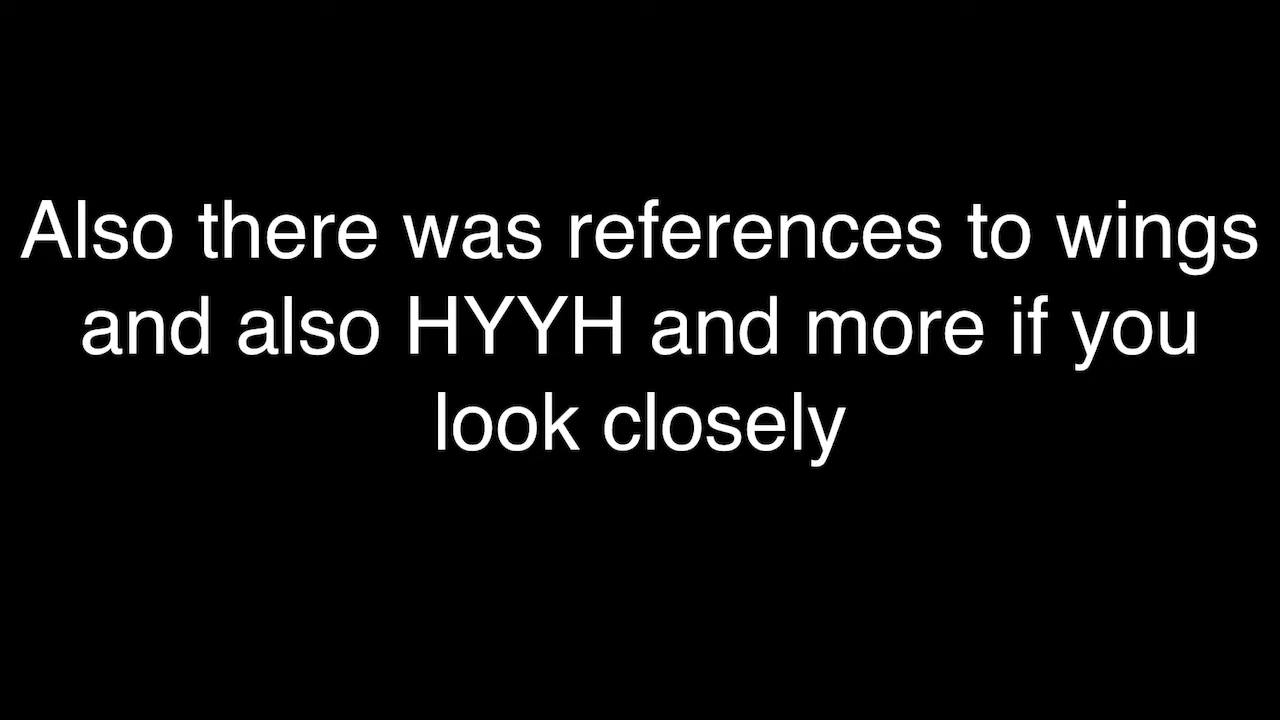 Also there was references to wings
and also HYYH and more if you
look closely